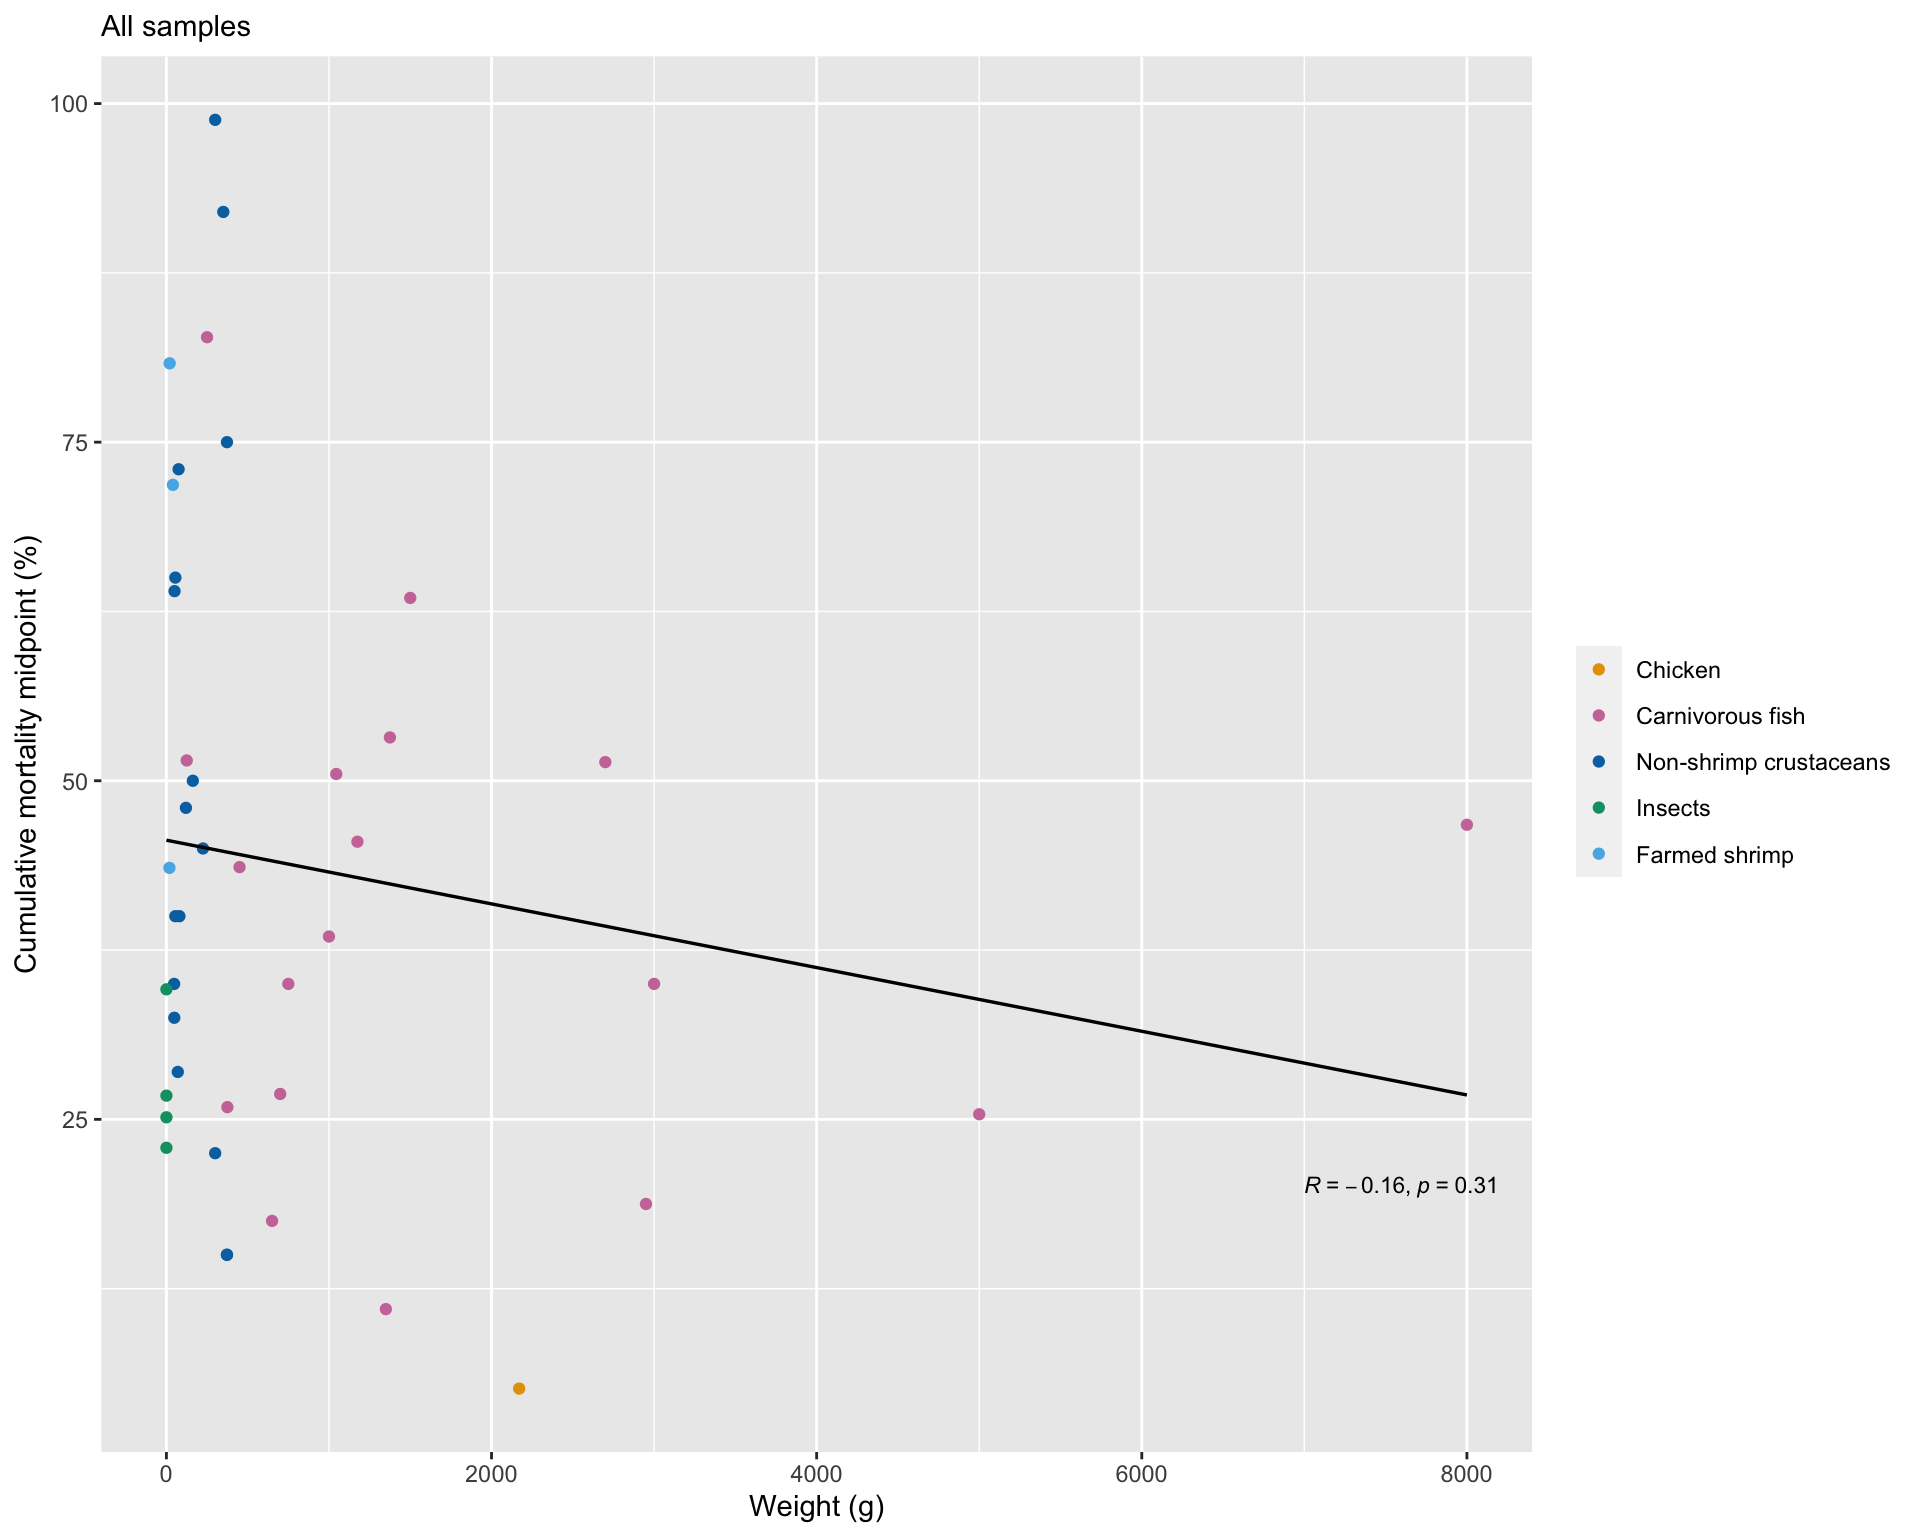 All samples
100
75
50
25
Cumulative mortality midpoint (%)
0
2000
4000
6000
8000
Weight (g)
R = −0.16, p = 0.31
Chicken
Carnivorous fish
Non-shrimp crustaceans
Insects
Farmed shrimp